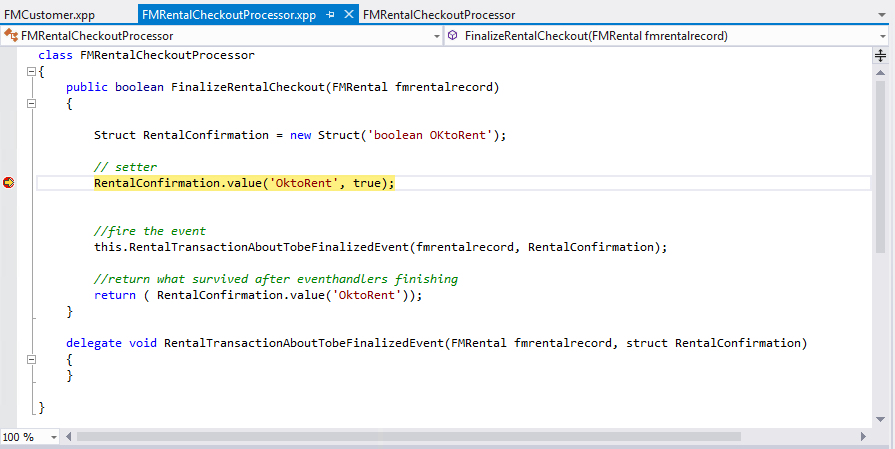 FMCustomer.xpp
FMRentalCheckoutProcessor.xpp
FMRentalCheckoutProcessor
FMRentalCheckoutProcessor
FinalizeRentalCheckout(FMRental fmrentalrecord)
class FMRentalCheckoutProcessor
{
public boolean FinalizeRentalCheckout(FMRental fmrentalrecord)
{
Struct RentalConfirmation = new Struct('boolean OKtoRent');
// setter
RentalConfirmation.value('OktoRent', true);
//fire the event
this.RentalTransactionAboutTobeFinalizedEvent(fmrentalrecord, RentalConfirmation);
//return what survived after eventhandlers finishing
return ( RentalConfirmation.value('OktoRent'));
}
delegate void RentalTransactionAboutTobeFinalizedEvent(FMRental fmrentalrecord, struct RentalConfirmation)
{
}
}
100 %